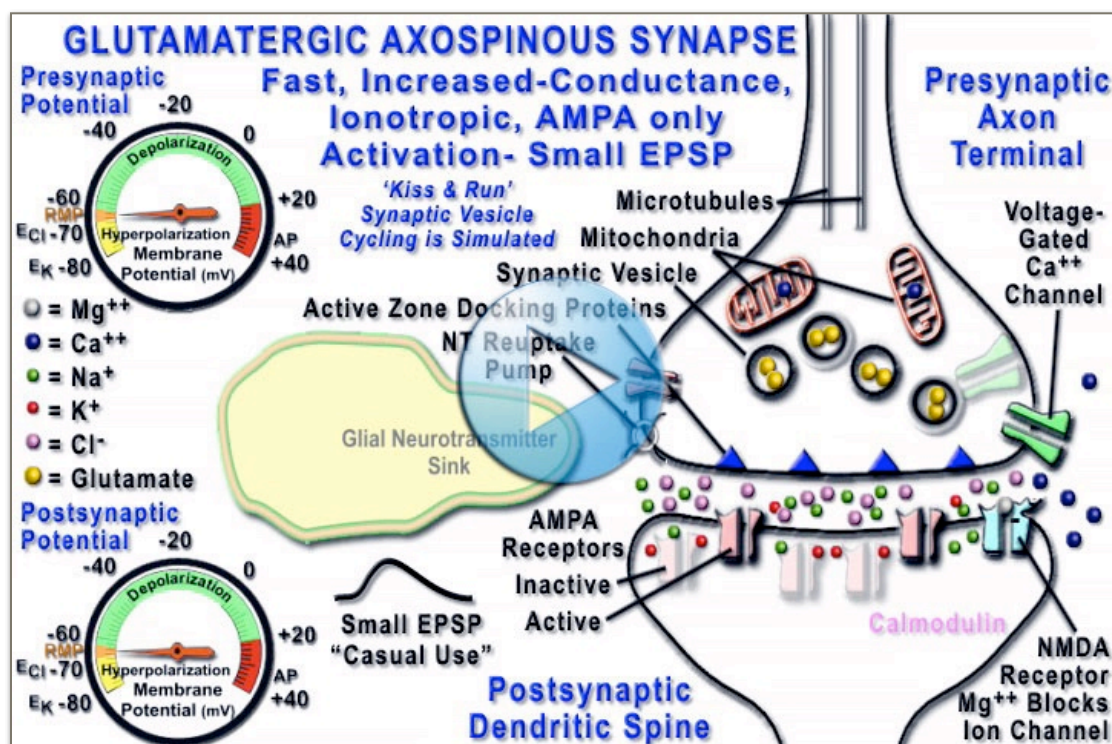 GLUTAMATERGIC AXOSPINOUS SYNAPSE
Fast, Increased-Conductance,
Ionotropic, AMPA only
Activation- Small EPSP
'Kiss & Run'
Synaptic Vesicle
Cycling is Simulated
Presynaptic
Potential
-20
-40
0
Depolarization
-60
+20
RMP
ECl -70
Hyperpolarization
AP
Membrane
+40
EK -80
Potential (mV)
= Mg++
= Ca++
= Na+
= K+
= Cl-
= Glutamate
Presynaptic
Axon
Terminal
Microtubules
Mitochondria
Synaptic Vesicle
Active Zone Docking Proteins
NT Reuptake
Pump
Voltage-
Gated
Ca++
Channel
Glial Neurotransmitter
Sink
Postsynaptic
Potential
-20
-40
0
Depolarization
-60
+20
RMP
ECl -70
Hyperpolarization
AP
Membrane
+40
EK -80
Potential (mV)
Small EPSP
"Casual Use"
AMPA
Receptors
Inactive
Active
Calmodulin
NMDA
Receptor
Mg++ Blocks
Ion Channel
Postsynaptic
Dendritic Spine